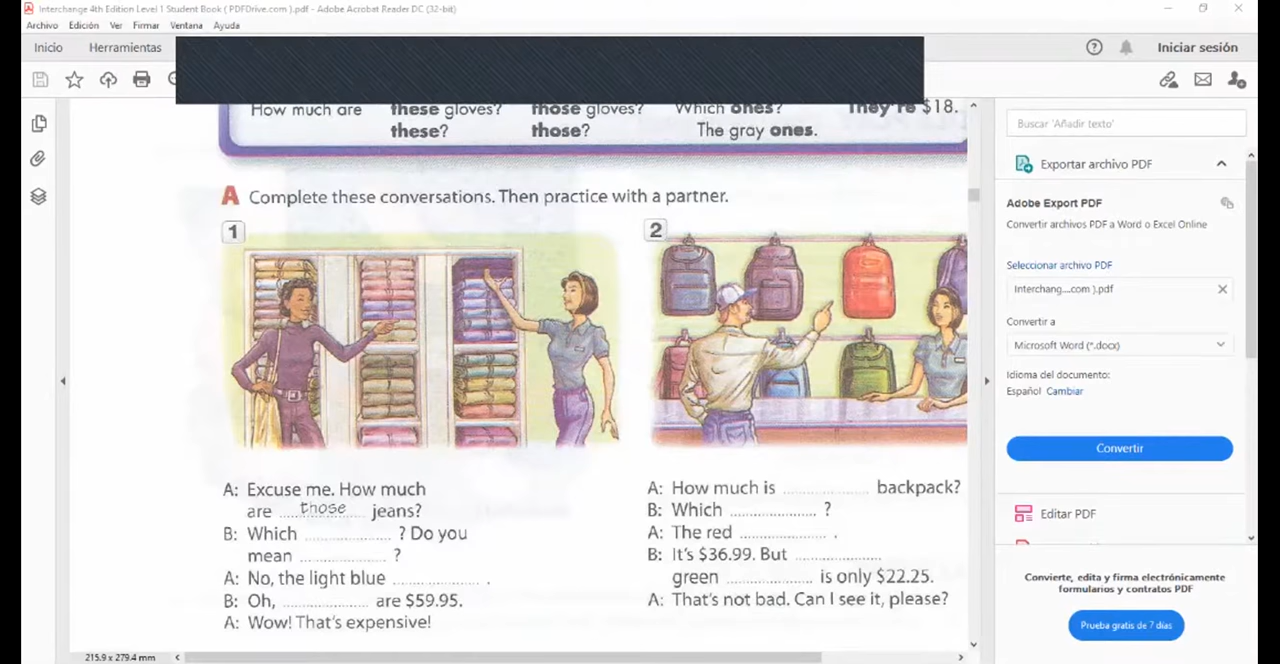 Interchange 4th Edition Level 1 Student Book ( PDFDrive.com ).pdf - Adobe Acrobat Reader DC (32-bit)
Archivo Edición Ver Firmar Ventana Ayuda
Inicio Herramientas
Iniciar sesión
How much are these gloves? those gloves? Which ones? They're $18.
these? those? The gray ones.
A Complete these conversations. Then practice with a partner.
1
A: Excuse me. How much
are those jeans?
B: Which ? Do you
mean ?
A: No, the light blue .
B: Oh, are $59.95.
A: Wow! That's expensive!
2
A: How much is backpack?
B: Which ?
A: The red .
B: It's $36.99. But
green is only $22.25.
A: That's not bad. Can I see it, please?
215.9 x 279.4 mm
Buscar 'Añadir texto'
Exportar archivo PDF
Adobe Export PDF
Convertir archivos PDF a Word o Excel Online
Seleccionar archivo PDF
Interchang....com ).pdf
Convertir a
Microsoft Word (*.docx)
Idioma del documento:
Español Cambiar
Convertir
Editar PDF
Convierte, edita y firma electrónicamente
formularios y contratos PDF
Prueba gratis de 7 días